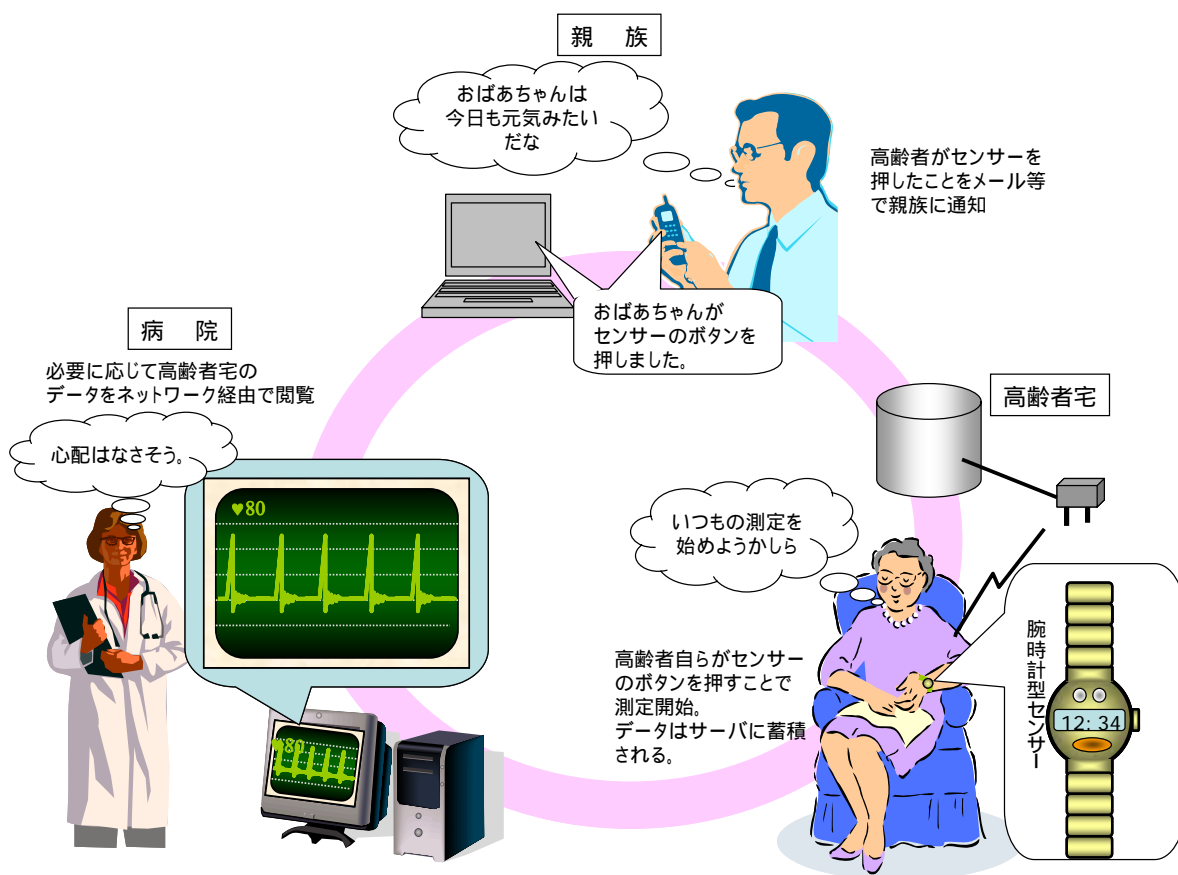 親 族
おばあちゃんは
今日も元気みたい
だな
高齢者がセンサーを
押したことをメール等
で親族に通知
おばあちゃんが
センサーのボタンを
押しました。
病 院
必要に応じて高齢者宅の
データをネットワーク経由で閲覧
心配はなさそう。
♥80
♥80
高齢者宅
いつもの測定を
始めようかしら
高齢者自らがセンサー
のボタンを押すことで
測定開始。
データはサーバに蓄積
される。
腕時計型センサー
12:34